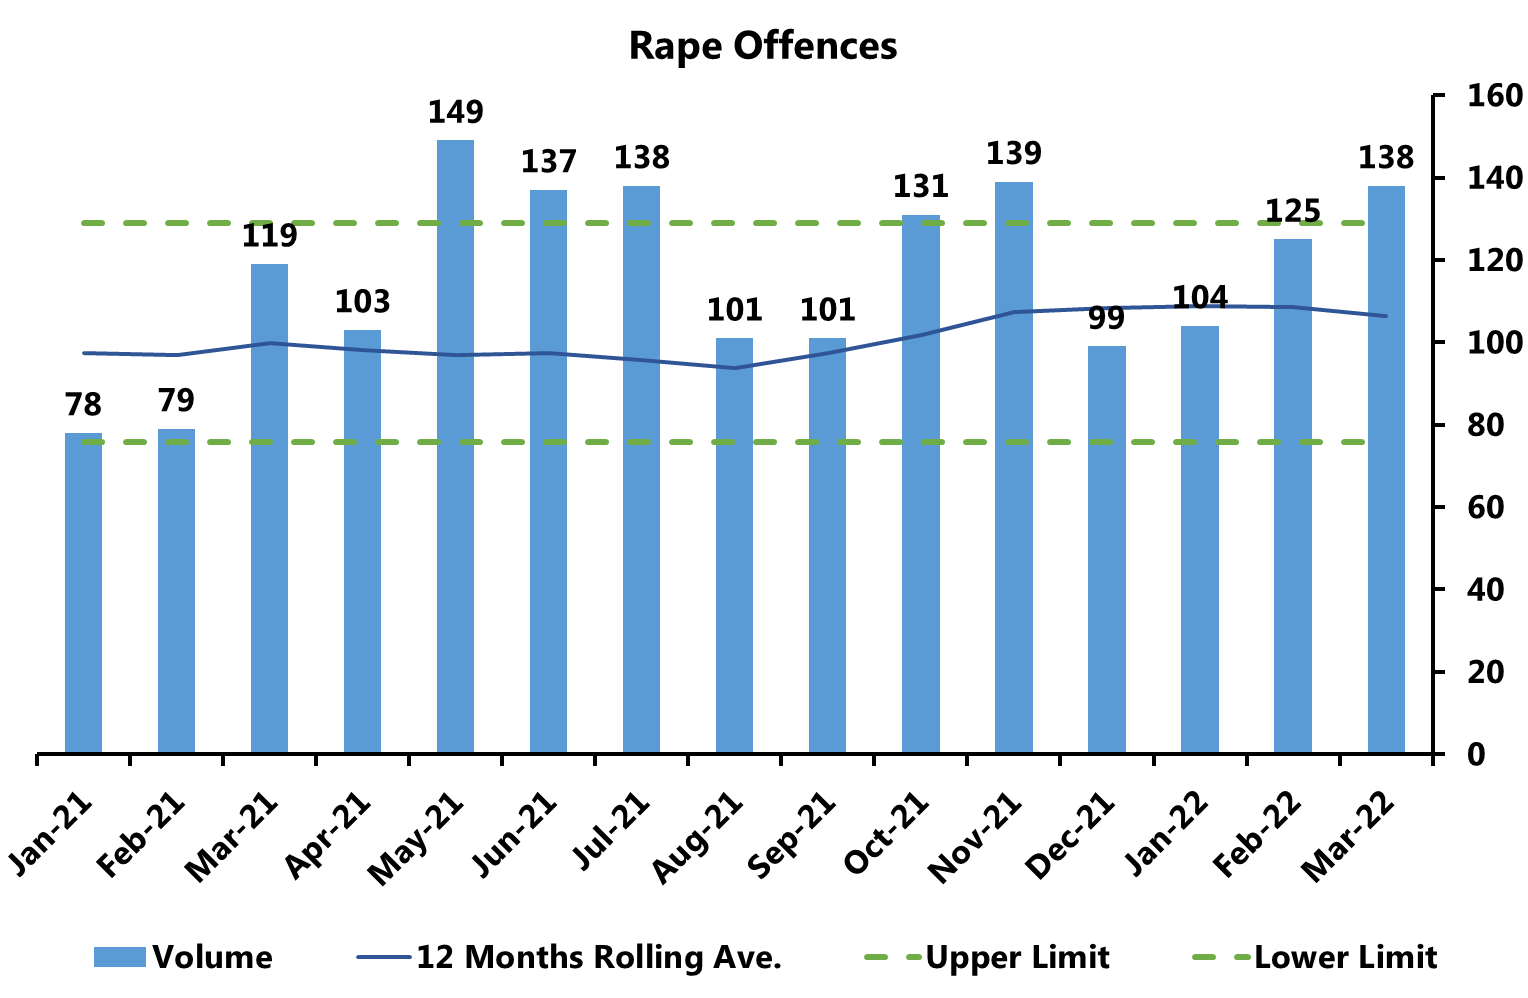 Rape Offences
160
140
120
100
80
60
40
20
0
78
79
119
103
149
137
138
101
101
131
139
99
104
125
138
Jan-21
Feb-21
Mar-21
Apr-21
May-21
Jun-21
Jul-21
Aug-21
Sep-21
Oct-21
Nov-21
Dec-21
Jan-22
Feb-22
Mar-22
Volume
12 Months Rolling Ave.
Upper Limit
Lower Limit